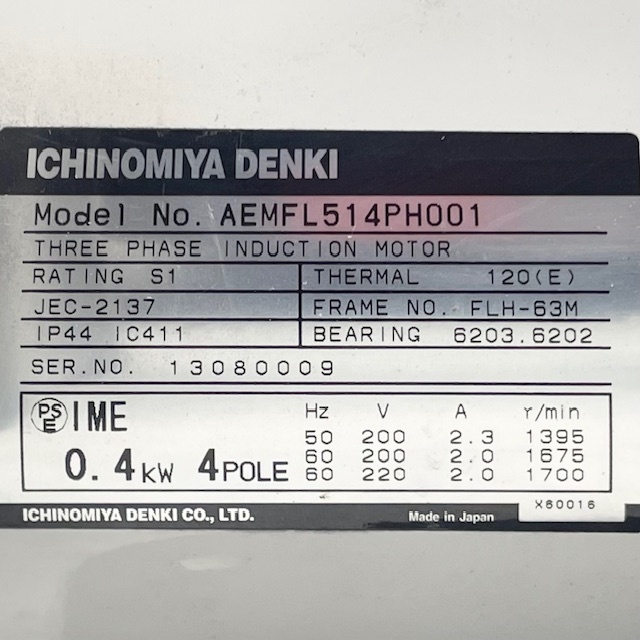 ICHINOMIYA DENKI
Model No. AEMFL514PH001
THREE PHASE INDUCTION MOTOR
RATING S1 THERMAL 120(E)
JEC-2137 FRAME NO. FLH-63M
IP44 IC411 BEARING 6203.6202
SER.NO. 13080009
PSE IME Hz V A r/min
50 200 2.3 1395
60 200 2.0 1675
0.4kW 4POLE 60 220 2.0 1700
X60016
ICHINOMIYA DENKI CO., LTD. Made in Japan